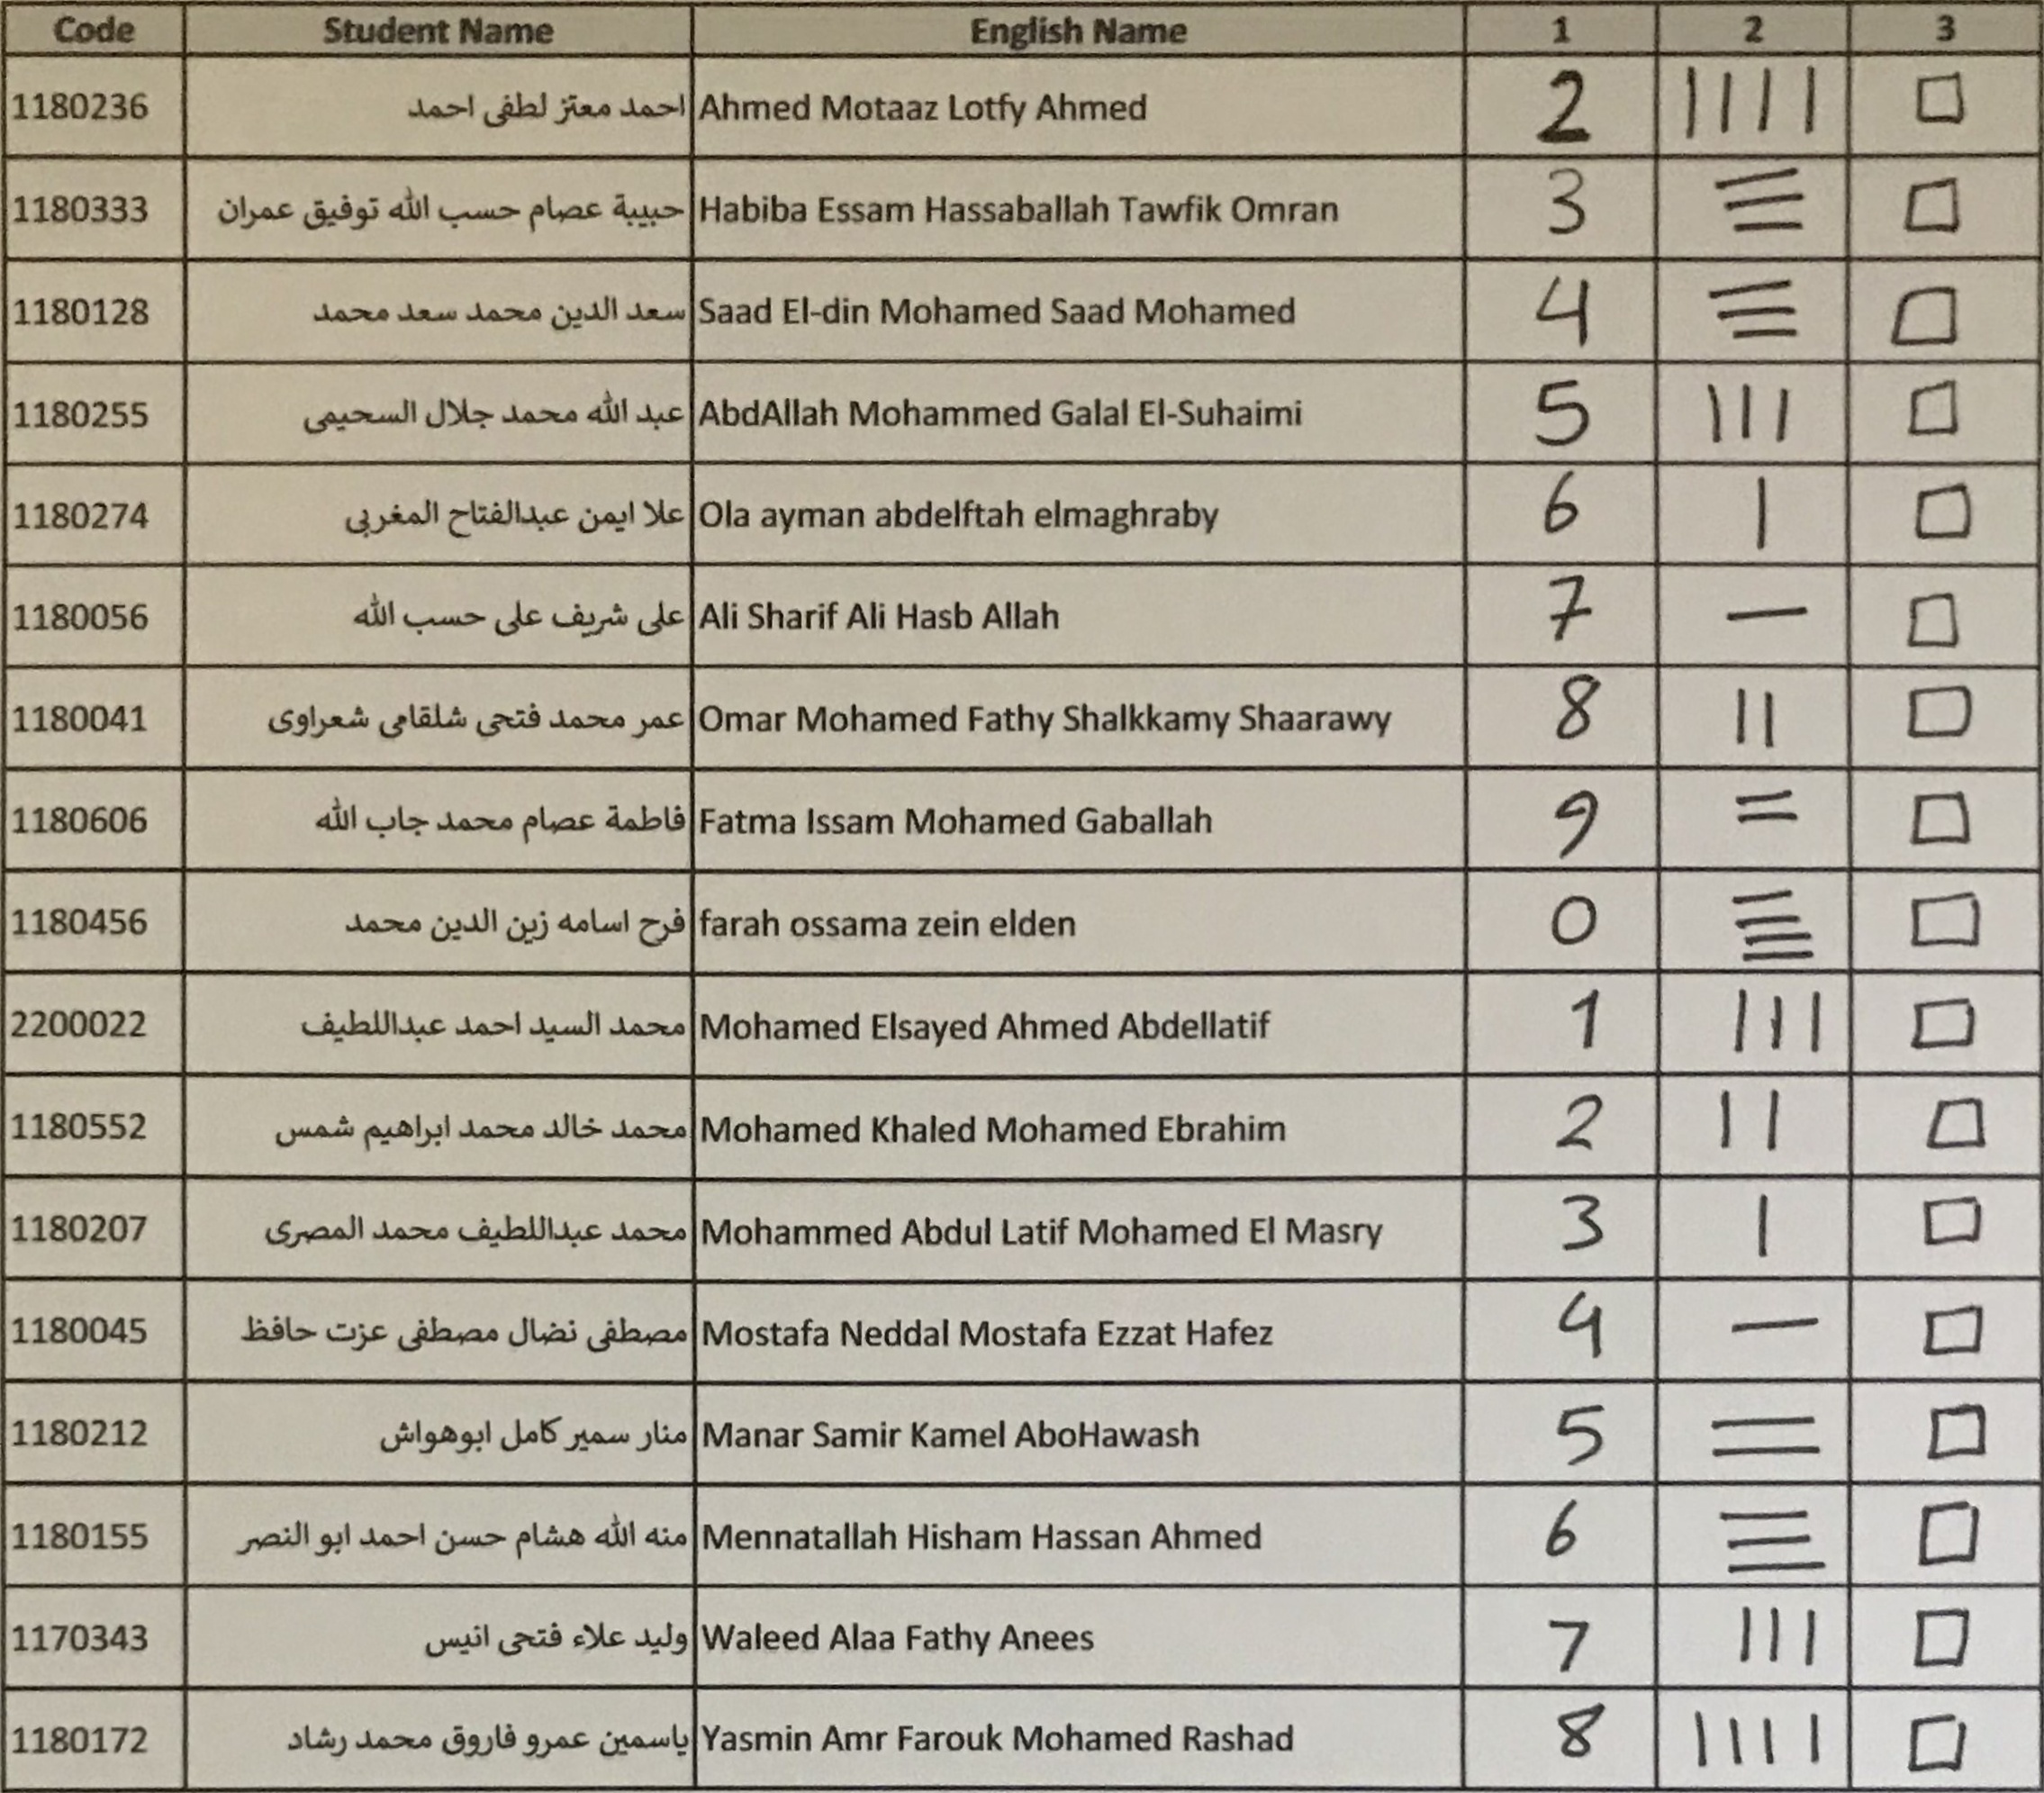 Code Student Name English Name 1 2 3
1180236 احمد معتز لطفى احمد Ahmed Motaaz Lotfy Ahmed 2 ||||
1180333 حبيبة عصام حسب الله توفيق عمران Habiba Essam Hassaballah Tawfik Omran 3
1180128 سعد الدين محمد سعد محمد Saad El-din Mohamed Saad Mohamed 4
1180255 عبد الله محمد جلال السحيمى AbdAllah Mohammed Galal El-Suhaimi 5 |||
1180274 علا ايمن عبدالفتاح المغربى Ola ayman abdelftah elmaghraby 6 |
1180056 على شريف على حسب الله Ali Sharif Ali Hasb Allah 7 —
1180041 عمر محمد فتحى شلقامى شعراوى Omar Mohamed Fathy Shalkkamy Shaarawy 8 ||
1180606 فاطمة عصام محمد جاب الله Fatma Issam Mohamed Gaballah 9 =
1180456 فرح اسامه زين الدين محمد farah ossama zein elden 0
2200022 محمد السيد احمد عبداللطيف Mohamed Elsayed Ahmed Abdellatif 1 |||
1180552 محمد خالد محمد ابراهيم شمس Mohamed Khaled Mohamed Ebrahim 2 ||
1180207 محمد عبداللطيف محمد المصرى Mohammed Abdul Latif Mohamed El Masry 3 |
1180045 مصطفى نضال مصطفى عزت حافظ Mostafa Neddal Mostafa Ezzat Hafez 4 —
1180212 منار سمير كامل ابوهواش Manar Samir Kamel AboHawash 5 =
1180155 منه الله هشام حسن احمد ابو النصر Mennatallah Hisham Hassan Ahmed 6
1170343 وليد علاء فتحى انيس Waleed Alaa Fathy Anees 7 |||
1180172 ياسمين عمرو فاروق محمد رشاد Yasmin Amr Farouk Mohamed Rashad 8 ||||